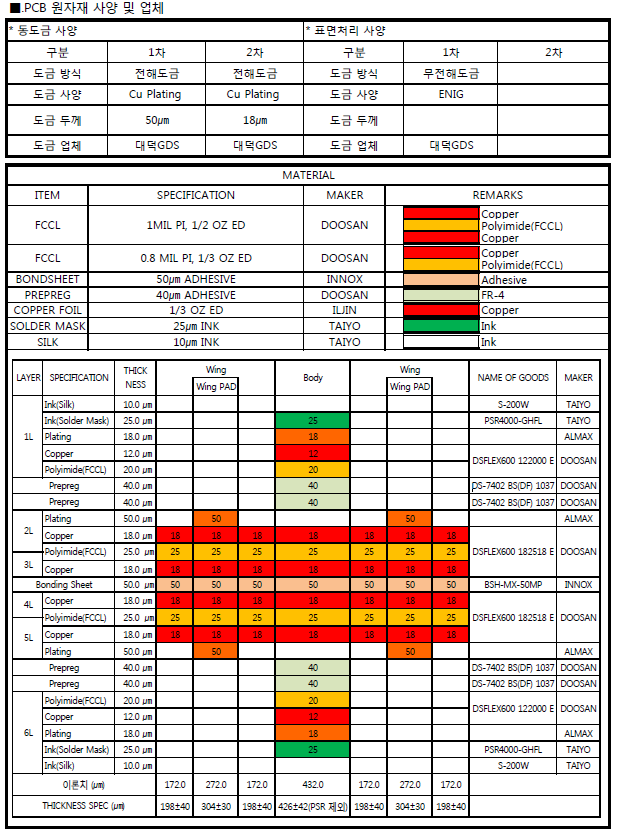 ■.PCB 원자재 사양 및 업체
* 동도금 사양 * 표면처리 사양
구분 1차 2차 구분 1차 2차
도금 방식 전해도금 전해도금 도금 방식 무전해도금
도금 사양 Cu Plating Cu Plating 도금 사양 ENIG
도금 두께 50㎛ 18㎛ 도금 두께
도금 업체 대덕GDS 대덕GDS 도금 업체 대덕GDS
MATERIAL
ITEM SPECIFICATION MAKER REMARKS
FCCL 1MIL PI, 1/2 OZ ED DOOSAN Copper
Polyimide(FCCL)
Copper
FCCL 0.8 MIL PI, 1/3 OZ ED DOOSAN Copper
Polyimide(FCCL)
BONDSHEET 50㎛ ADHESIVE INNOX Adhesive
PREPREG 40㎛ ADHESIVE DOOSAN FR-4
COPPER FOIL 1/3 OZ ED ILJIN Copper
SOLDER MASK 25㎛ INK TAIYO Ink
SILK 10㎛ INK TAIYO Ink
LAYER SPECIFICATION THICK NESS Wing Body Wing NAME OF GOODS MAKER
Wing PAD Wing PAD
Ink(Silk) 10.0 ㎛ S-200W TAIYO
Ink(Solder Mask) 25.0 ㎛ 25 PSR4000-GHFL TAIYO
1L Plating 18.0 ㎛ 18 ALMAX
Copper 12.0 ㎛ 12 DSFLEX600 122000 E DOOSAN
Polyimide(FCCL) 20.0 ㎛ 20
Prepreg 40.0 ㎛ 40 DS-7402 BS(DF) 1037 DOOSAN
Prepreg 40.0 ㎛ 40 DS-7402 BS(DF) 1037 DOOSAN
2L Plating 50.0 ㎛ 50 50 ALMAX
Copper 18.0 ㎛ 18 18 18 18 18 18 18
Polyimide(FCCL) 25.0 ㎛ 25 25 25 25 25 25 25 DSFLEX600 182518 E DOOSAN
3L Copper 18.0 ㎛ 18 18 18 18 18 18 18
Bonding Sheet 50.0 ㎛ 50 50 50 50 50 50 50 BSH-MX-50MP INNOX
4L Copper 18.0 ㎛ 18 18 18 18 18 18 18
Polyimide(FCCL) 25.0 ㎛ 25 25 25 25 25 25 25 DSFLEX600 182518 E DOOSAN
5L Copper 18.0 ㎛ 18 18 18 18 18 18 18
Plating 50.0 ㎛ 50 50 ALMAX
Prepreg 40.0 ㎛ 40 DS-7402 BS(DF) 1037 DOOSAN
Prepreg 40.0 ㎛ 40 DS-7402 BS(DF) 1037 DOOSAN
Polyimide(FCCL) 20.0 ㎛ 20 DSFLEX600 122000 E DOOSAN
Copper 12.0 ㎛ 12
6L Plating 18.0 ㎛ 18 ALMAX
Ink(Solder Mask) 25.0 ㎛ 25 PSR4000-GHFL TAIYO
Ink(Silk) 10.0 ㎛ S-200W TAIYO
이론치 (㎛) 172.0 272.0 172.0 432.0 172.0 272.0 172.0
THICKNESS SPEC (㎛) 198±40 304±30 198±40 426±42(PSR 제외) 198±40 304±30 198±40